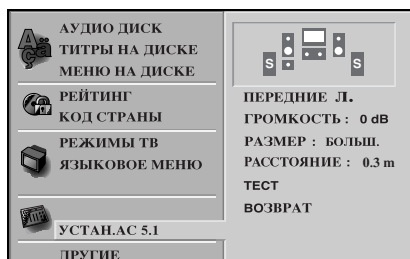 АУДИО ДИСК
ТИТРЫ НА ДИСКЕ
МЕНЮ НА ДИСКЕ
РЕЙТИНГ
КОД СТРАНЫ
РЕЖИМЫ ТВ
ЯЗЫКОВОЕ МЕНЮ
УСТАН.АС 5.1
ДРУГИЕ
S S
ПЕРЕДНИЕ Л.
ГРОМКОСТЬ : 0 dB
РАЗМЕР : БОЛЬШ.
РАССТОЯНИЕ : 0.3 m
ТЕСТ
ВОЗВРАТ